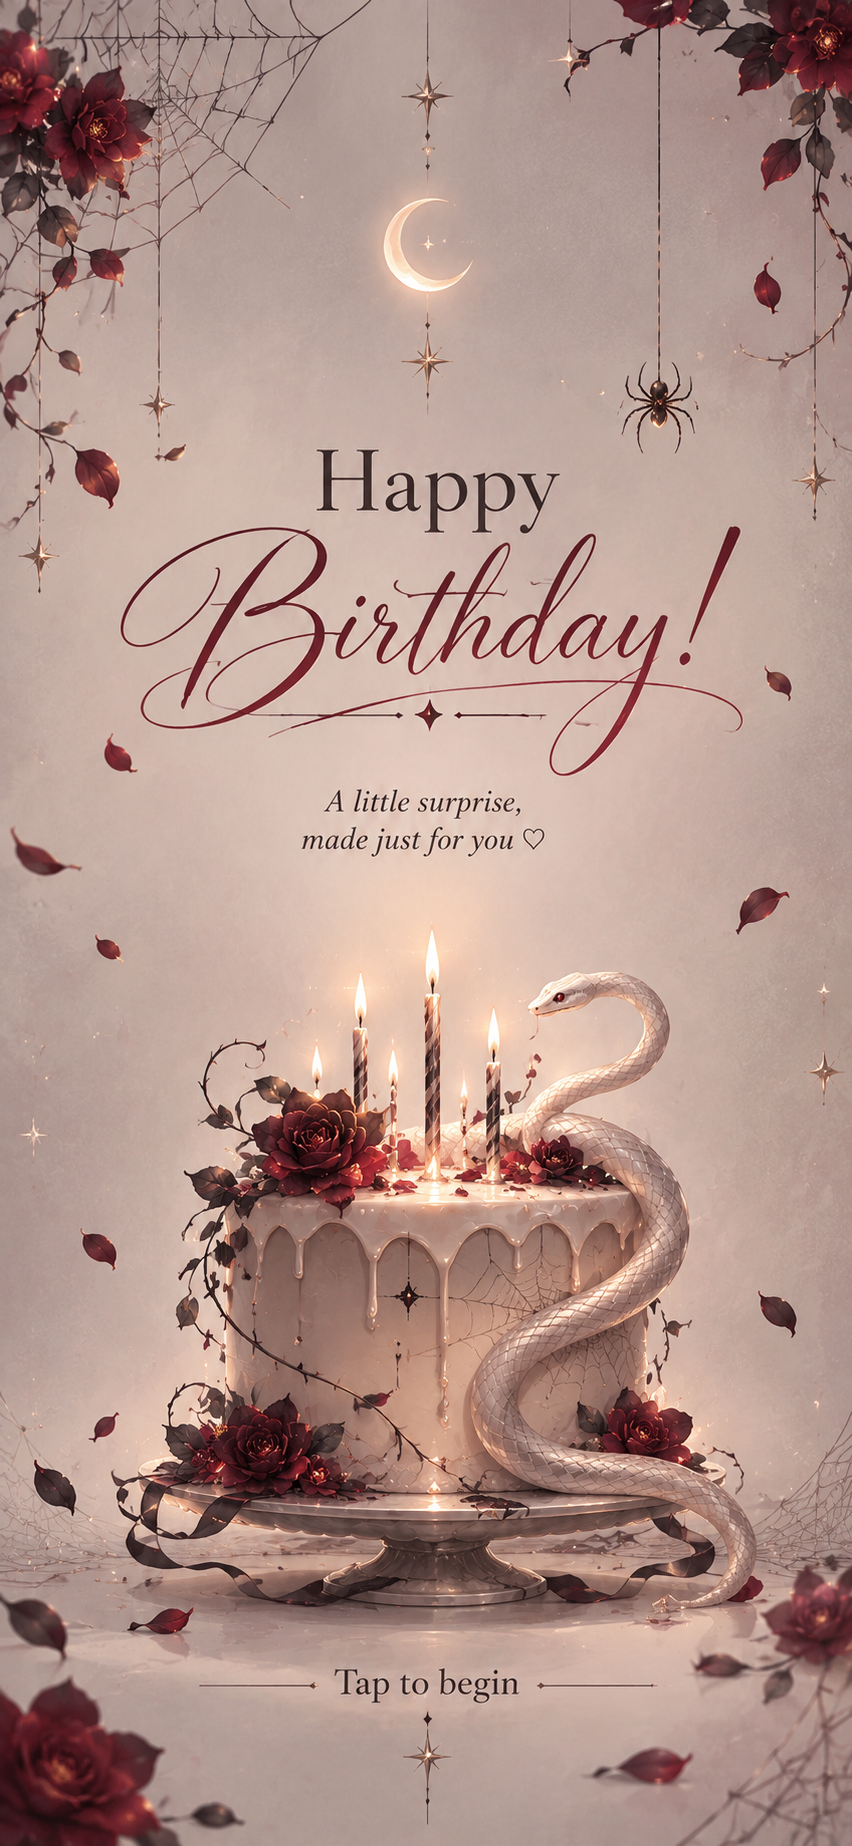 Happy
Birthday!
A little surprise,
made just for you ♡
Tap to begin